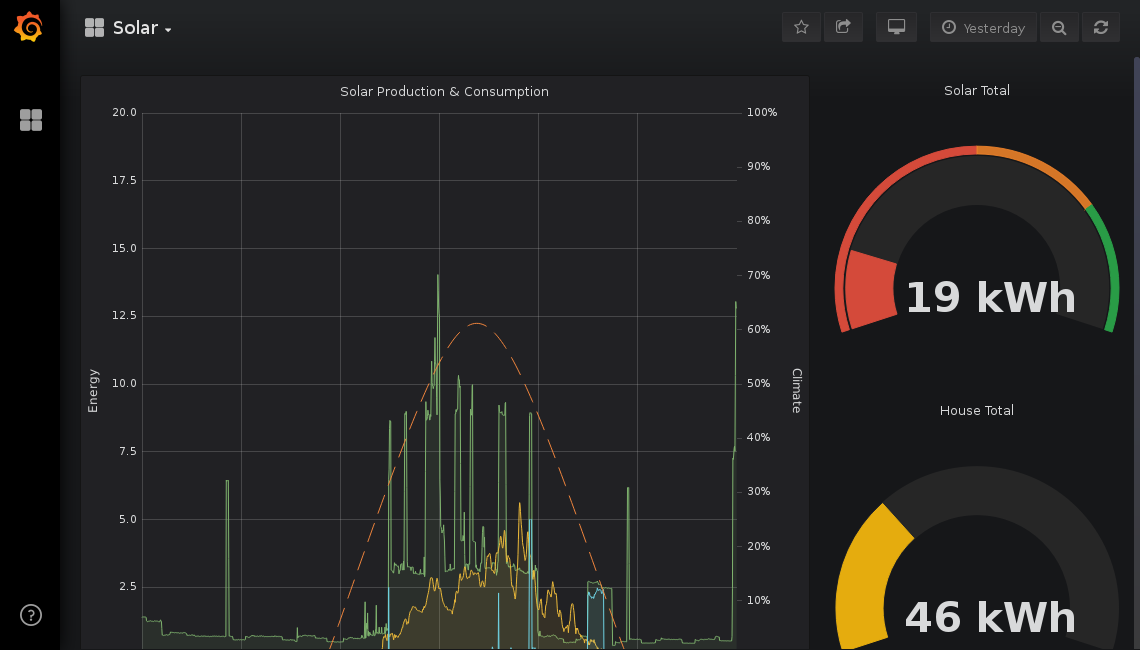 Solar
Yesterday
Solar Production & Consumption
20.0
17.5
15.0
12.5
10.0
7.5
5.0
2.5
Energy
100%
90%
80%
70%
60%
50%
40%
30%
20%
10%
Climate
Solar Total
19 kWh
House Total
46 kWh
?